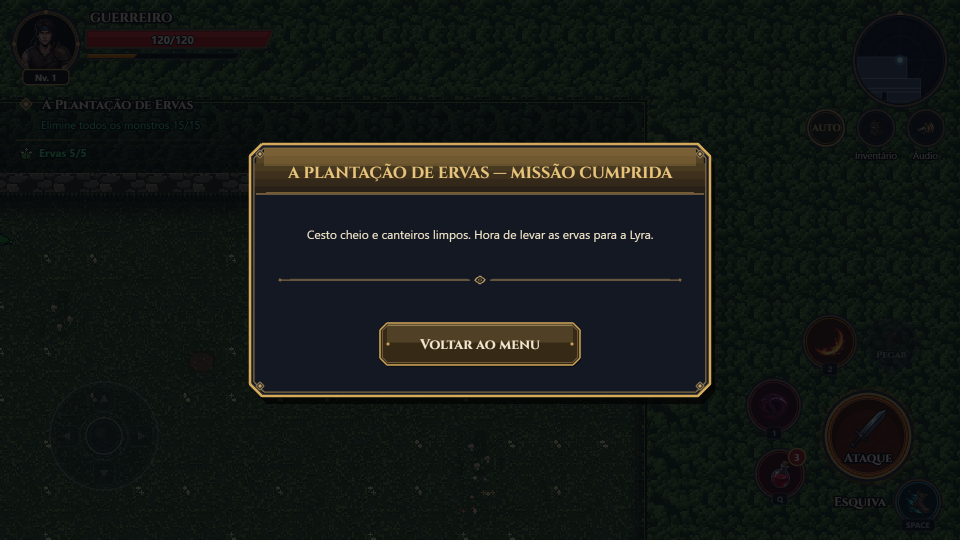 GUERREIRO
120/120
Nv. 1
A Plantação de Ervas
Elimine todos os monstros 15/15
Ervas 5/5
AUTO
Inventário
Áudio
A PLANTAÇÃO DE ERVAS — MISSÃO CUMPRIDA
Cesto cheio e canteiros limpos. Hora de levar as ervas para a Lyra.
VOLTAR AO MENU
PEGAR
2
1
3
ATAQUE
Q
ESQUIVA
SPACE